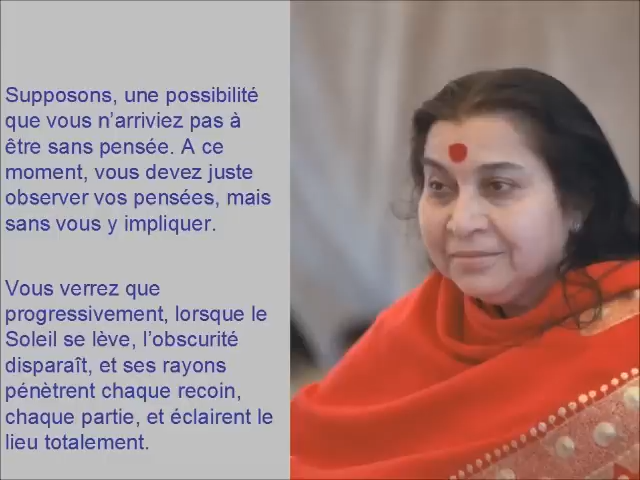 Supposons, une possibilité
que vous n'arriviez pas à
être sans pensée. A ce
moment, vous devez juste
observer vos pensées, mais
sans vous y impliquer.
Vous verrez que
progressivement, lorsque le
Soleil se lève, l'obscurité
disparaît, et ses rayons
pénètrent chaque recoin,
chaque partie, et éclairent le
lieu totalement.